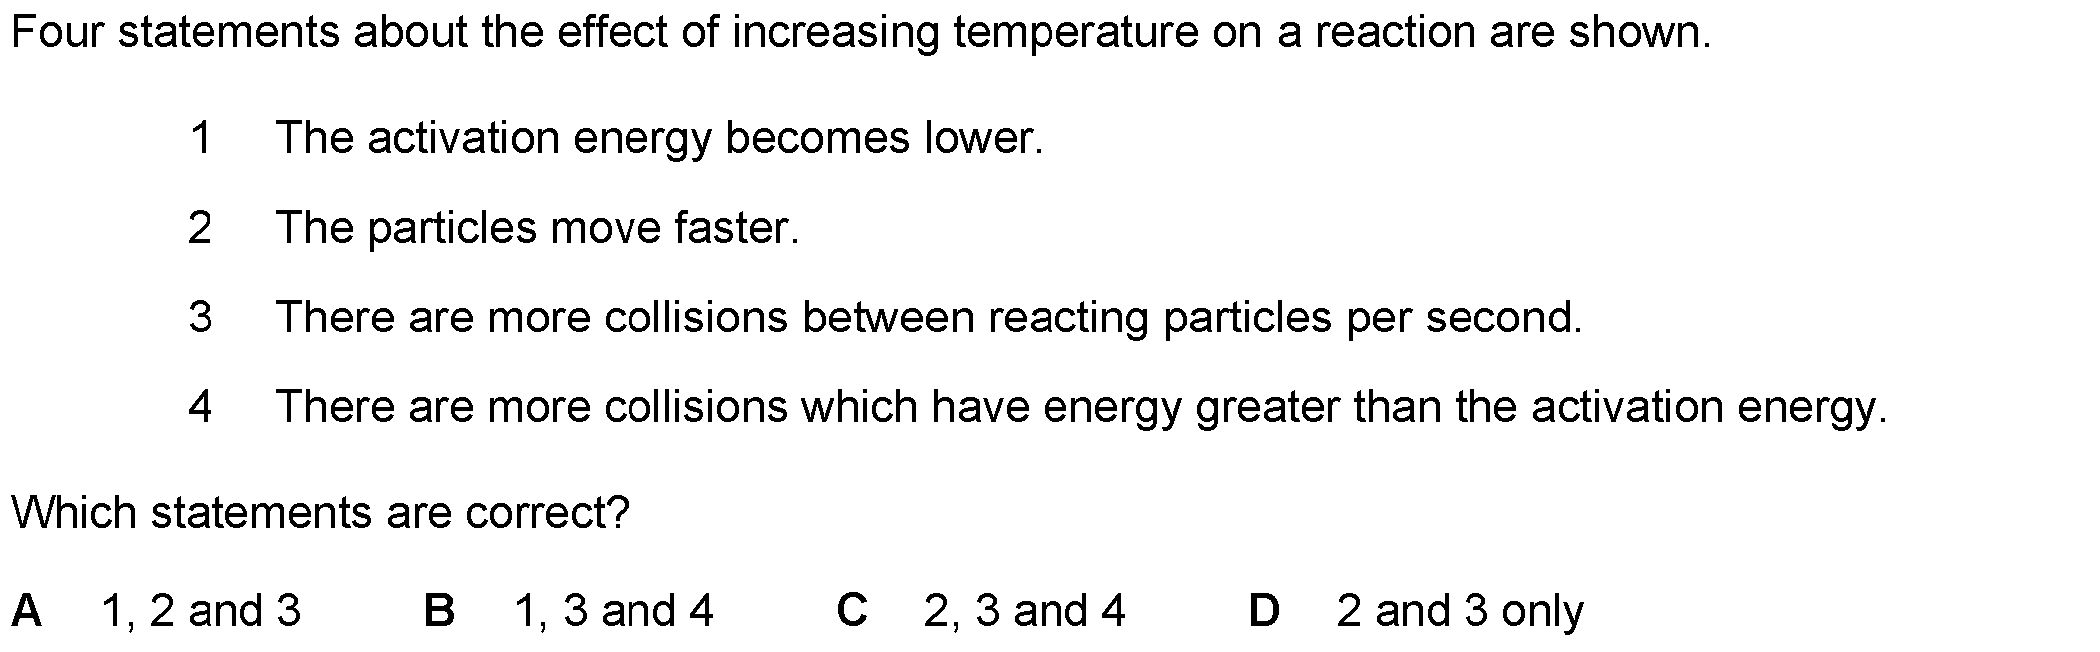 Four statements about the effect of increasing temperature on a reaction are shown.
1 The activation energy becomes lower.
2 The particles move faster.
3 There are more collisions between reacting particles per second.
4 There are more collisions which have energy greater than the activation energy.
Which statements are correct?
A 1, 2 and 3 B 1, 3 and 4 C 2, 3 and 4 D 2 and 3 only